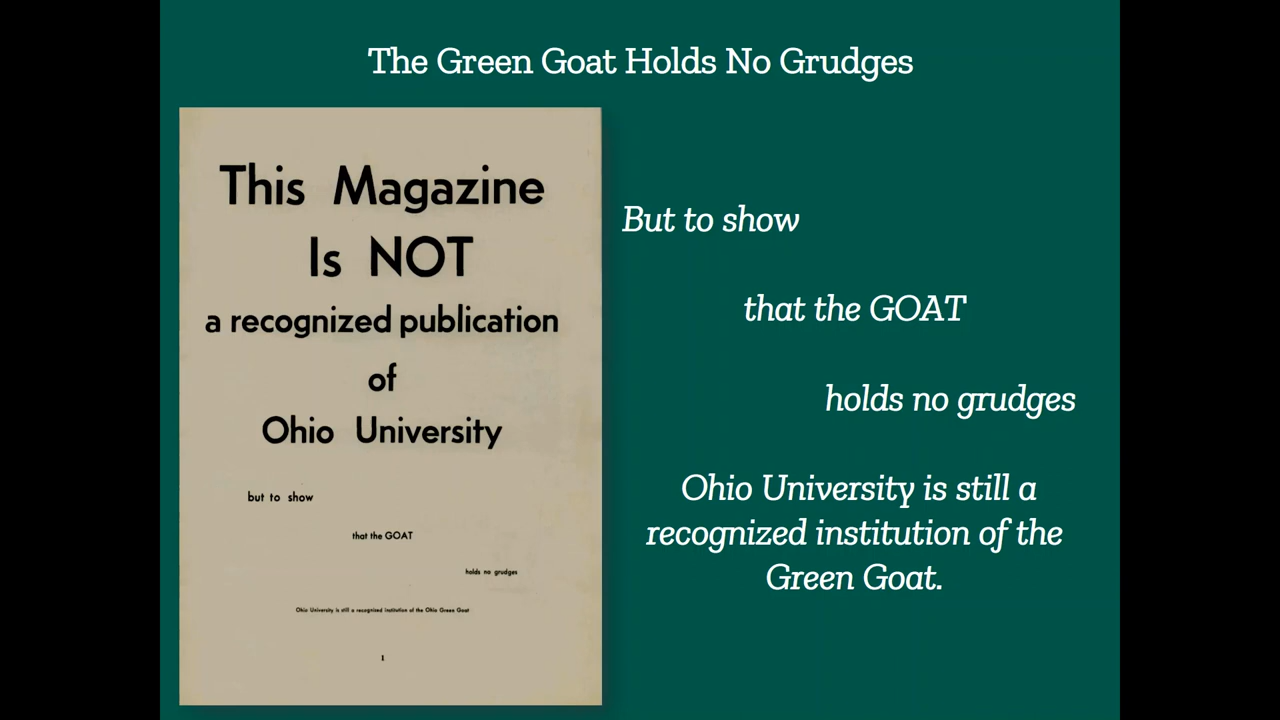 The Green Goat Holds No Grudges
This Magazine
Is NOT
a recognized publication
of
Ohio University
but to show
that the GOAT
holds no grudges
Ohio University is still a recognized institution of the Ohio Green Goat
1
But to show
that the GOAT
holds no grudges
Ohio University is still a
recognized institution of the
Green Goat.